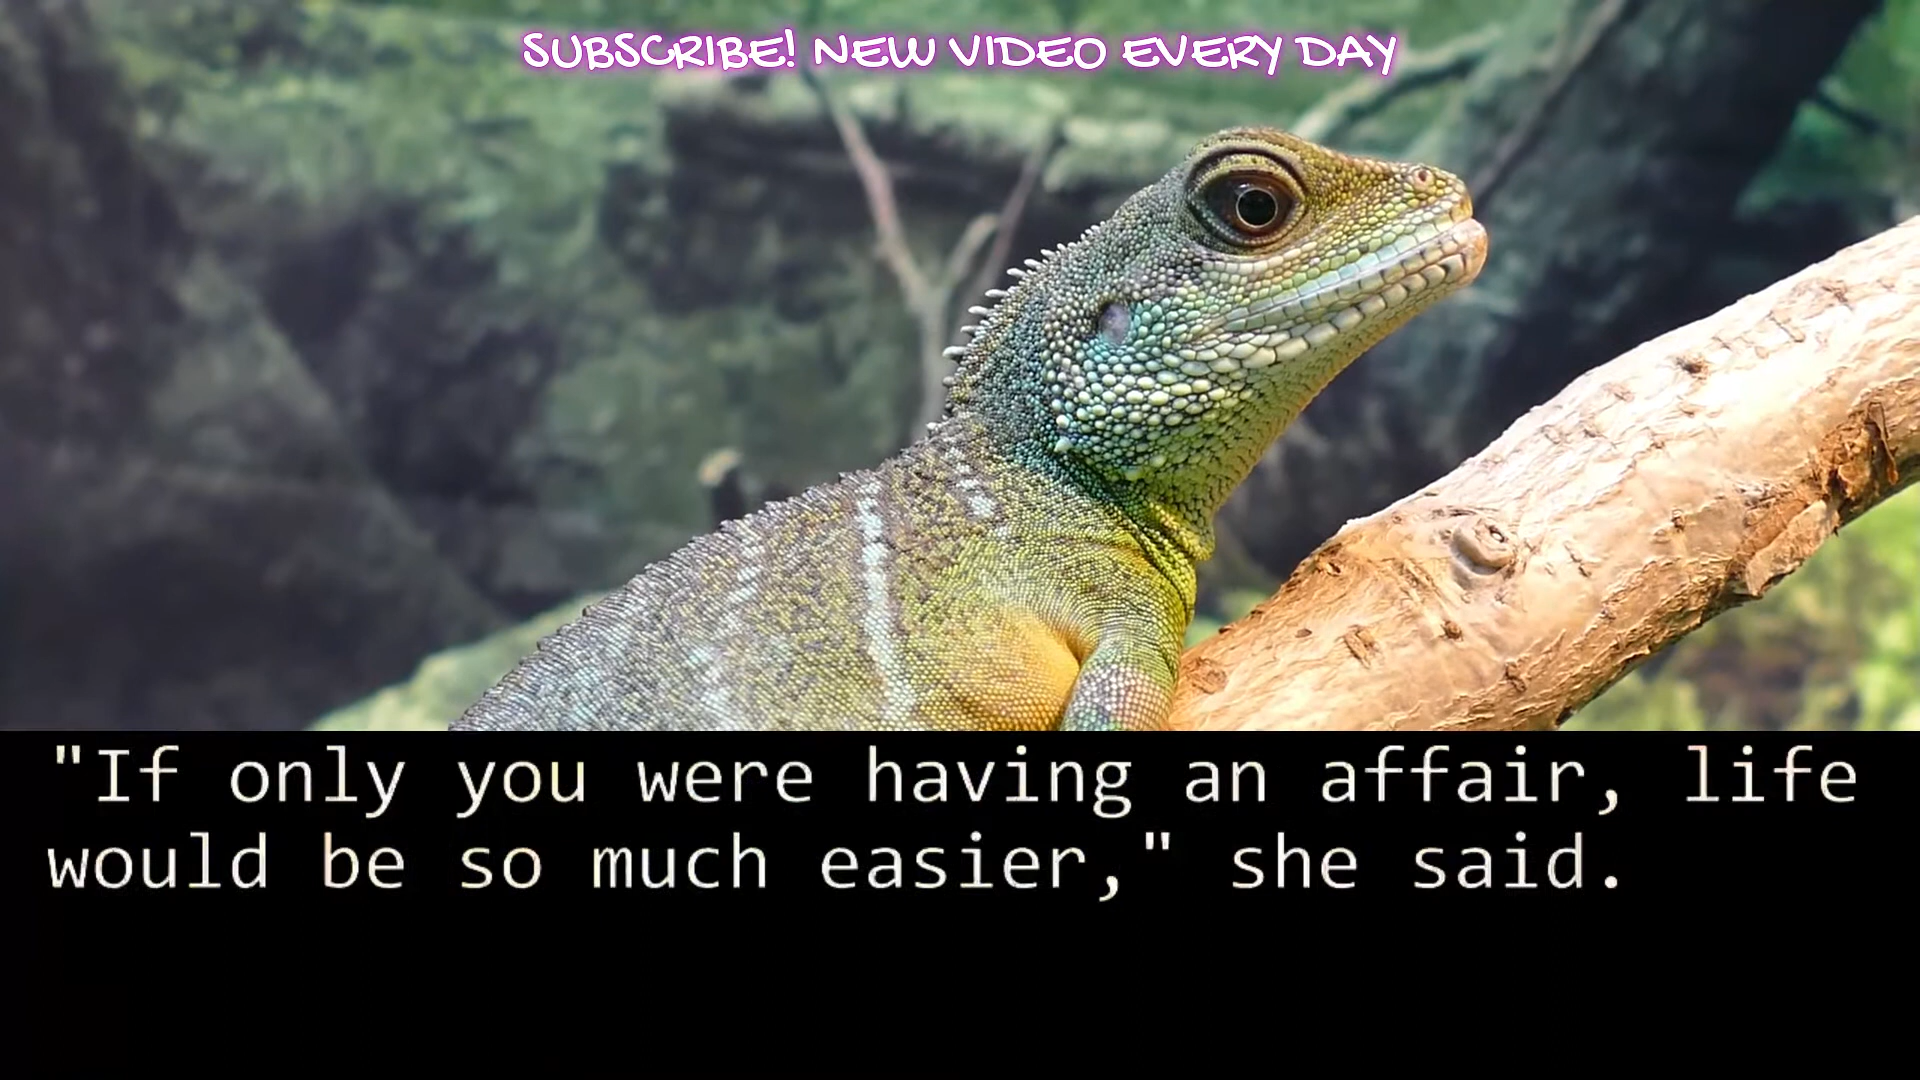 SUBSCRIBE! NEW VIDEO EVERY DAY
"If only you were having an affair, life
would be so much easier," she said.